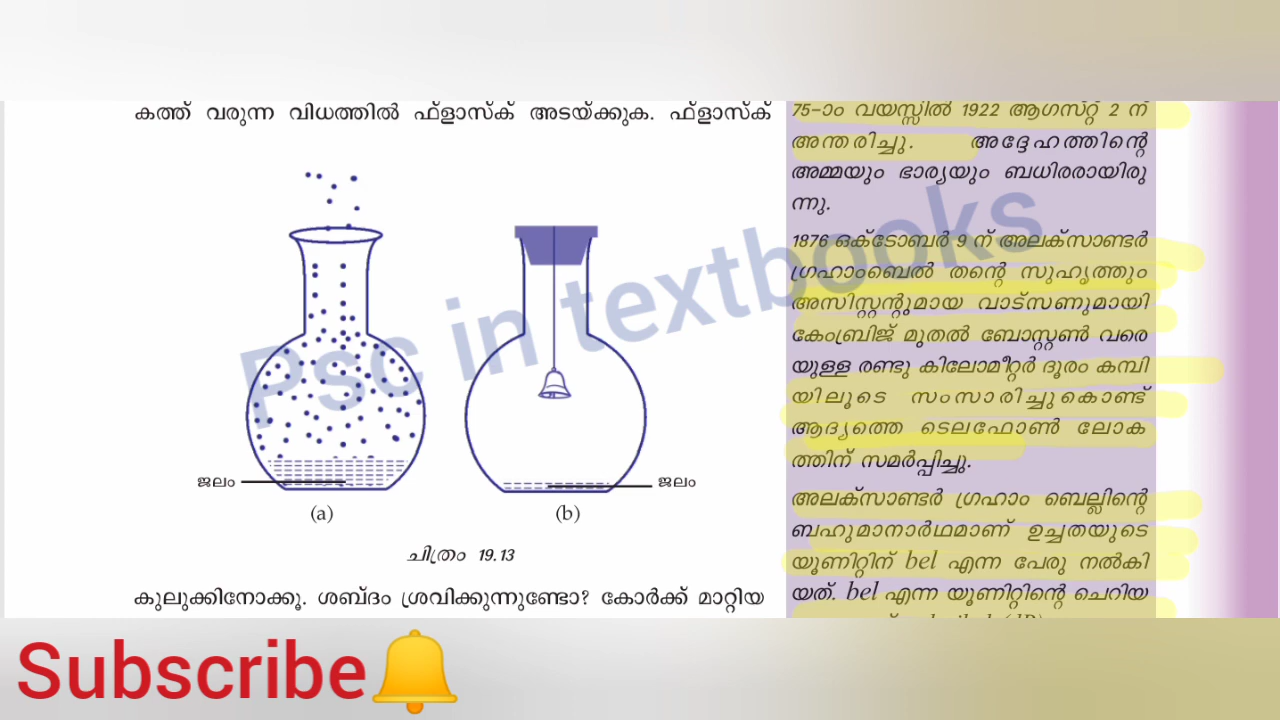 കത്ത് വരുന്ന വിധത്തിൽ ഫ്ളാസ്ക് അടയ്ക്കുക. ഫ്ളാസ്ക്
ജലം
ജലം
(a)
(b)
ചിത്രം 19.13
കുലുക്കിനോക്കൂ. ശബ്ദം ശ്രവിക്കുന്നുണ്ടോ? കോർക്ക് മാറ്റിയ
75-ാം വയസ്സിൽ 1922 ആഗസ്റ്റ് 2 ന്
അന്തരിച്ചു. അദ്ദേഹത്തിന്റെ
അമ്മയും ഭാര്യയും ബധിരരായിരു
ന്നു.
1876 ഒക്ടോബർ 9 ന് അലക്സാണ്ടർ
ഗ്രഹാംബെൽ തന്റെ സുഹൃത്തും
അസിസ്റ്റന്റുമായ വാട്സണുമായി
കേംബ്രിജ് മുതൽ ബോസ്റ്റൺ വരെ
യുള്ള രണ്ടു കിലോമീറ്റർ ദൂരം കമ്പി
യിലൂടെ സംസാരിച്ചുകൊണ്ട്
ആദ്യത്തെ ടെലഫോൺ ലോക
ത്തിന് സമർപ്പിച്ചു.
അലക്സാണ്ടർ ഗ്രഹാം ബെല്ലിന്റെ
ബഹുമാനാർഥമാണ് ഉച്ചതയുടെ
യൂണിറ്റിന് bel എന്ന പേരു നൽകി
യത്. bel എന്ന യൂണിറ്റിന്റെ ചെറിയ
Psc in textbooks
Subscribe